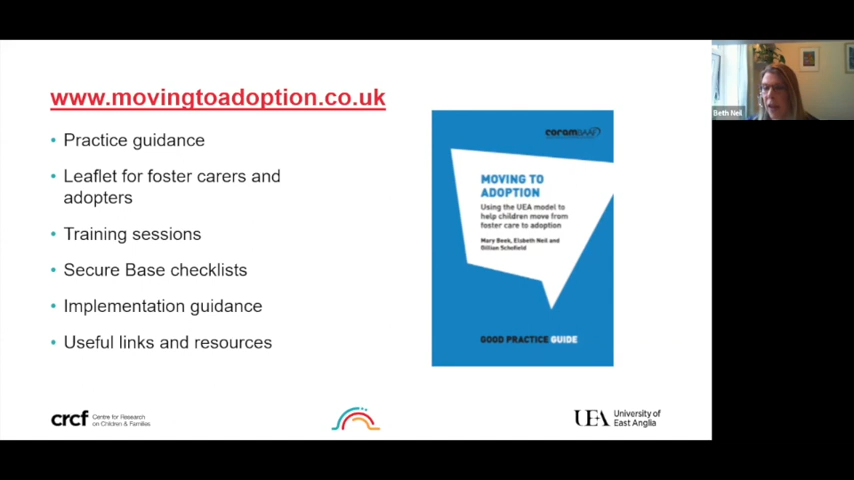 www.movingtoadoption.co.uk
• Practice guidance
• Leaflet for foster carers and
adopters
• Training sessions
• Secure Base checklists
• Implementation guidance
• Useful links and resources
coramBAAF
MOVING TO
ADOPTION
Using the UEA model to
help children move from
foster care to adoption
Mary Beek, Elsbeth Neil and
Gillian Schofield
GOOD PRACTICE GUIDE
crcf Centre for Research
on Children & Families
UEA University of
East Anglia
Beth Neil